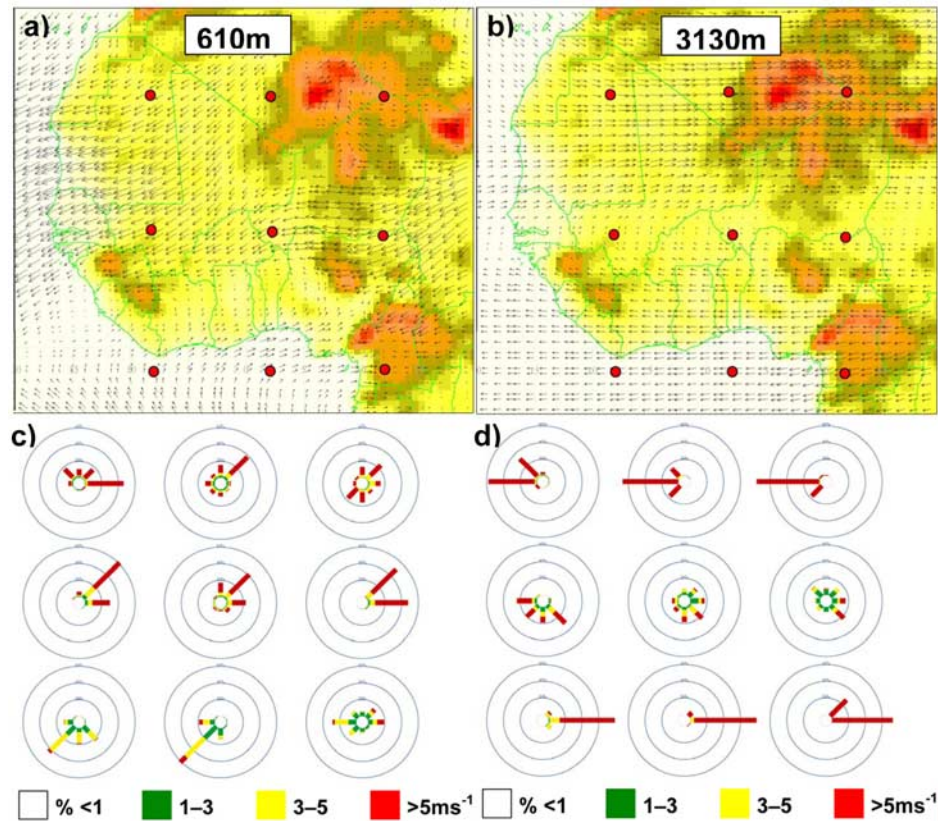 a)
610m
b)
3130m
c)
d)
% <1
1–3
3–5
>5ms-1
% <1
1–3
3–5
>5ms-1